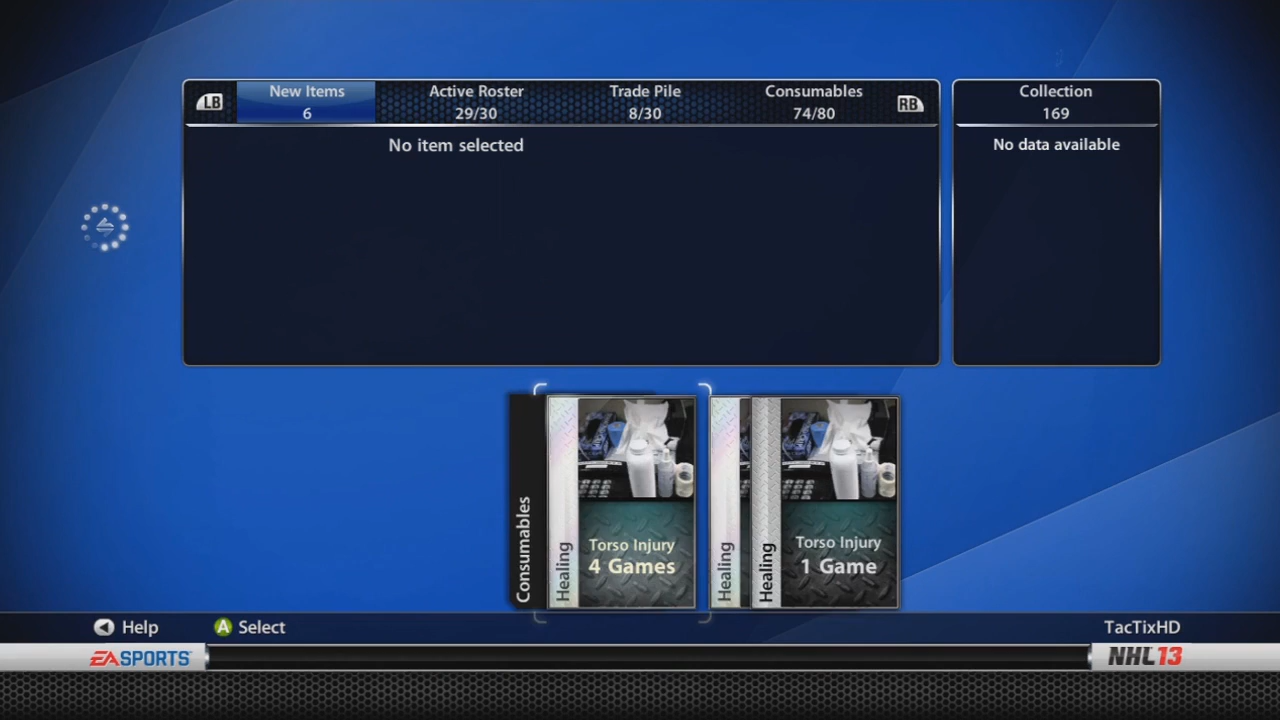 LB
New Items
6
Active Roster
29/30
Trade Pile
8/30
Consumables
74/80
RB
Collection
169
No item selected
No data available
Consumables
Healing
Torso Injury
4 Games
Healing
Healing
Torso Injury
1 Game
Help
A Select
TacTixHD
EA SPORTS
NHL 13